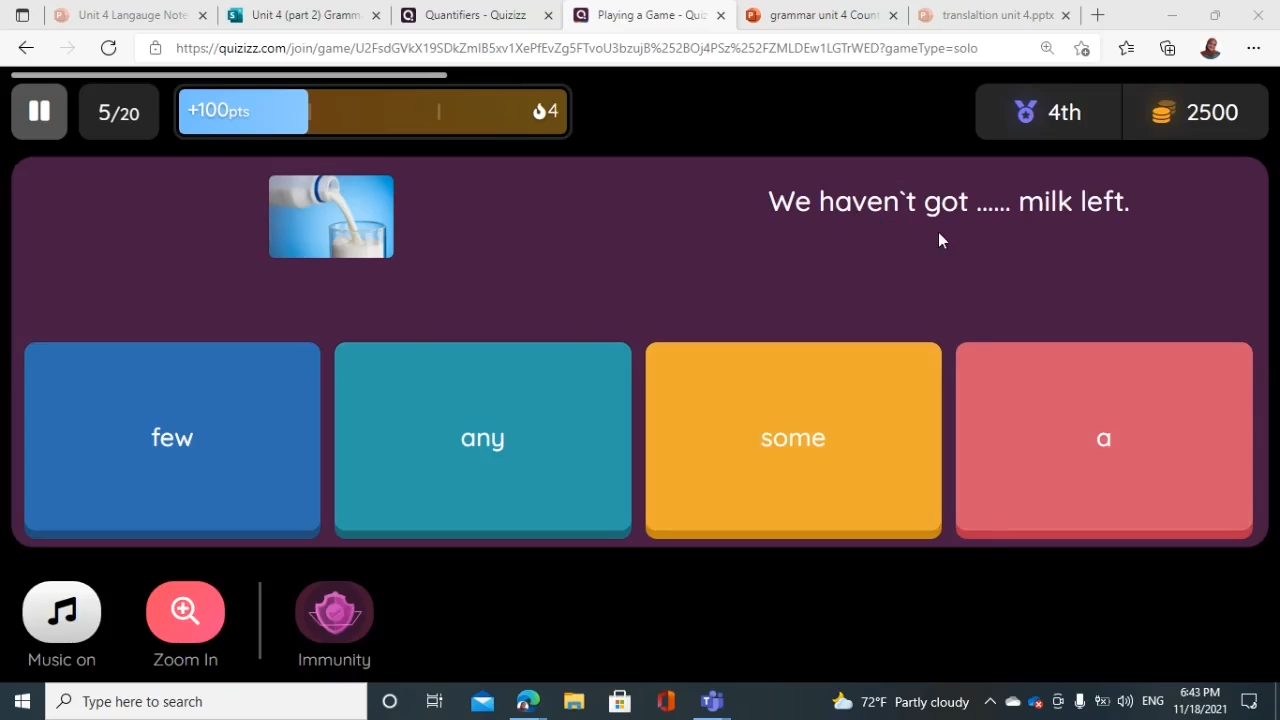 Unit 4 Langauge Note
Unit 4 (part 2) Gramm
Quantifiers - Quizizz
Playing a Game - Quiz
grammar unit 4 Count
translaltion unit 4.pptx
https://quizizz.com/join/game/U2FsdGVkX19SDkZmIB5xv1XePfEvZg5FTvoU3bzujB%252BOj4PSz%252FZMLDEw1LGTrWED?gameType=solo
5/20
+100pts
4
4th
2500
We haven`t got ...... milk left.
few
any
some
a
Music on
Zoom In
Immunity
Type here to search
72°F Partly cloudy
ENG
6:43 PM
11/18/2021